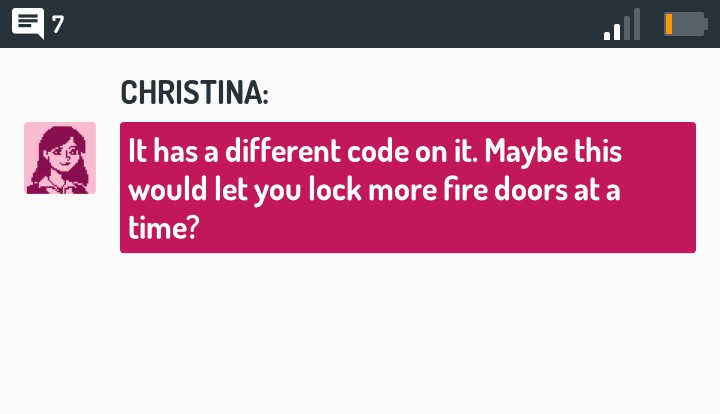 7
CHRISTINA:
It has a different code on it. Maybe this
would let you lock more fire doors at a
time?